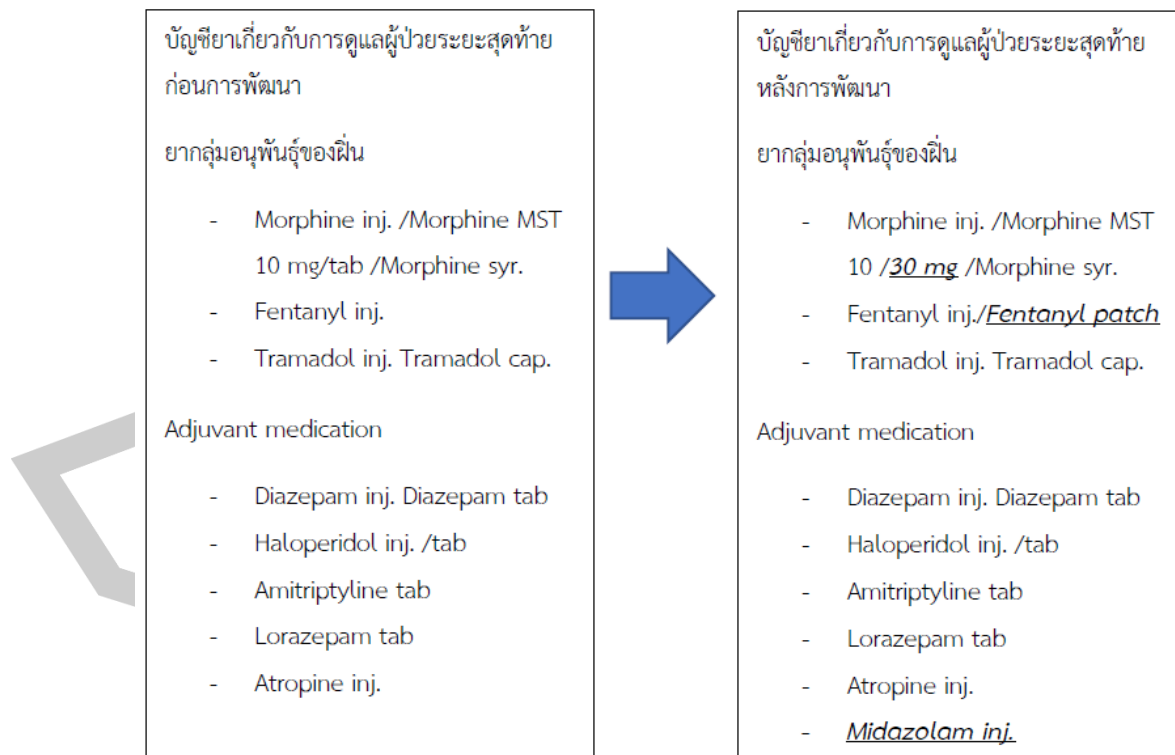 บัญชียาเกี่ยวกับการดูแลผู้ป่วยระยะสุดท้าย
ก่อนการพัฒนา
ยากลุ่มอนุพันธุ์ของฝิ่น
- Morphine inj. /Morphine MST
10 mg/tab /Morphine syr.
- Fentanyl inj.
- Tramadol inj. Tramadol cap.
Adjuvant medication
- Diazepam inj. Diazepam tab
- Haloperidol inj. /tab
- Amitriptyline tab
- Lorazepam tab
- Atropine inj.
บัญชียาเกี่ยวกับการดูแลผู้ป่วยระยะสุดท้าย
หลังการพัฒนา
ยากลุ่มอนุพันธุ์ของฝิ่น
- Morphine inj. /Morphine MST
10 /30 mg /Morphine syr.
- Fentanyl inj./Fentanyl patch
- Tramadol inj. Tramadol cap.
Adjuvant medication
- Diazepam inj. Diazepam tab
- Haloperidol inj. /tab
- Amitriptyline tab
- Lorazepam tab
- Atropine inj.
- Midazolam inj.